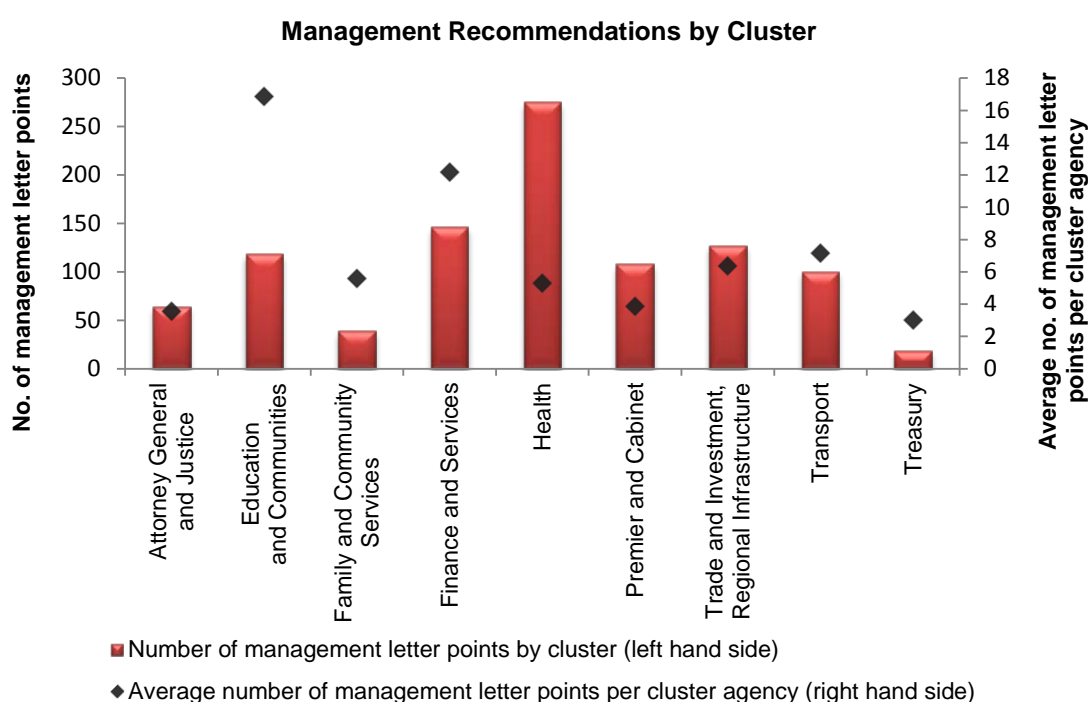 Management Recommendations by Cluster
No. of management letter points
300
250
200
150
100
50
0
18
16
14
12
10
8
6
4
2
0
Average no. of management letter
points per cluster agency
Attorney General
and Justice
Education
and Communities
Family and Community
Services
Finance and Services
Health
Premier and Cabinet
Trade and Investment,
Regional Infrastructure
Transport
Treasury
Number of management letter points by cluster (left hand side)
Average number of management letter points per cluster agency (right hand side)